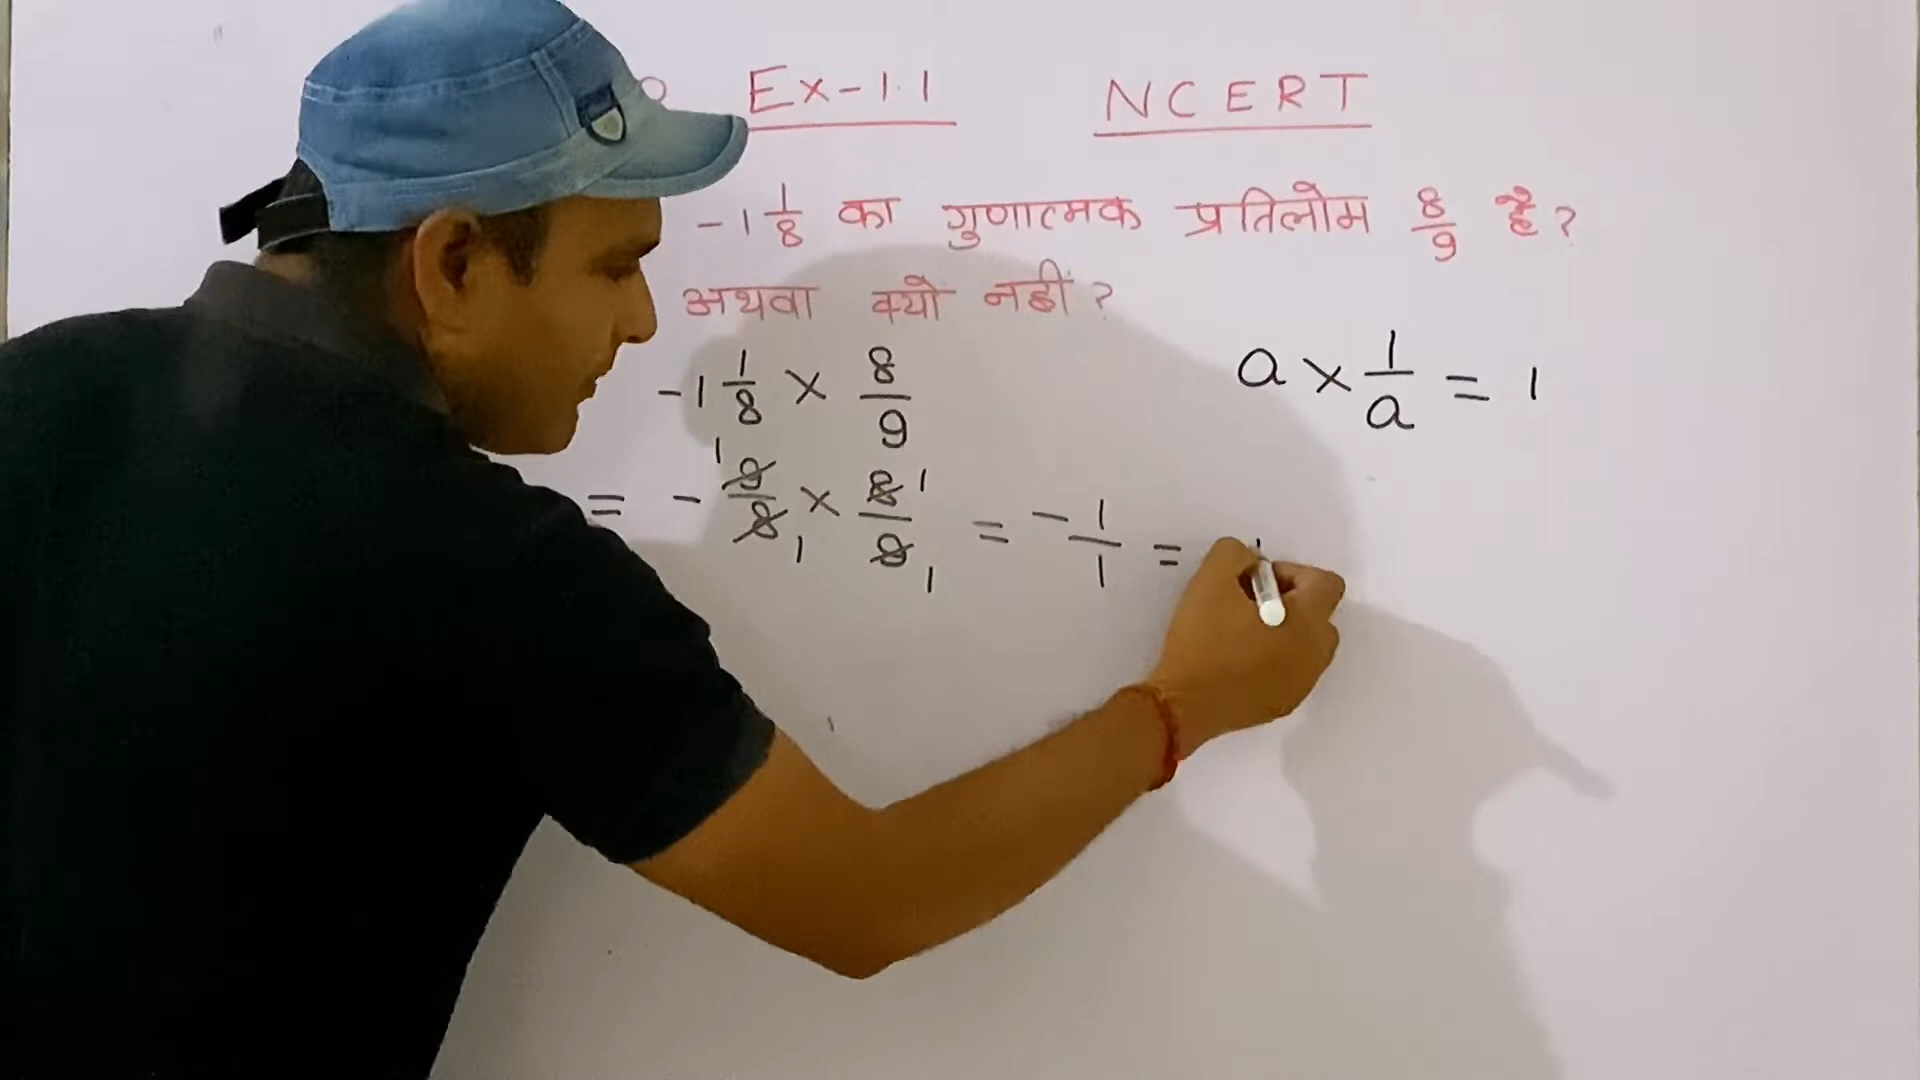 Ex-1.1 NCERT
-1 1/8 का गुणात्मक प्रतिलोम 8/9 है?
अथवा क्यों नहीं?
-1 1/8 × 8/9
a × 1/a = 1
= - 9/8 × 8/9 = - 1/1 =